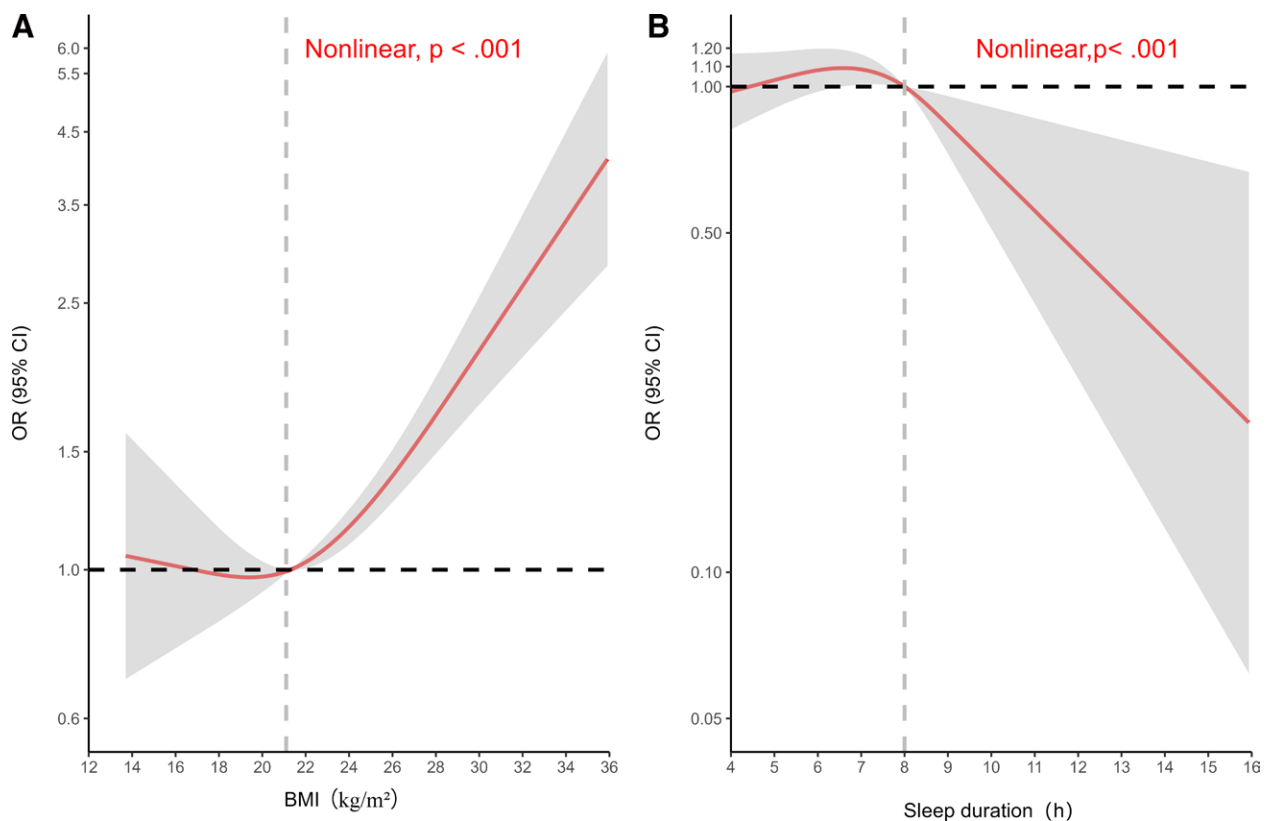 A
Nonlinear, p < .001
6.0
5.5
4.5
3.5
2.5
1.5
1.0
0.6
OR (95% CI)
12 14 16 18 20 22 24 26 28 30 32 34 36
BMI（kg/m²）
B
Nonlinear,p< .001
1.20
1.10
1.00
0.50
0.10
0.05
OR (95% CI)
4 5 6 7 8 9 10 11 12 13 14 15 16
Sleep duration（h）